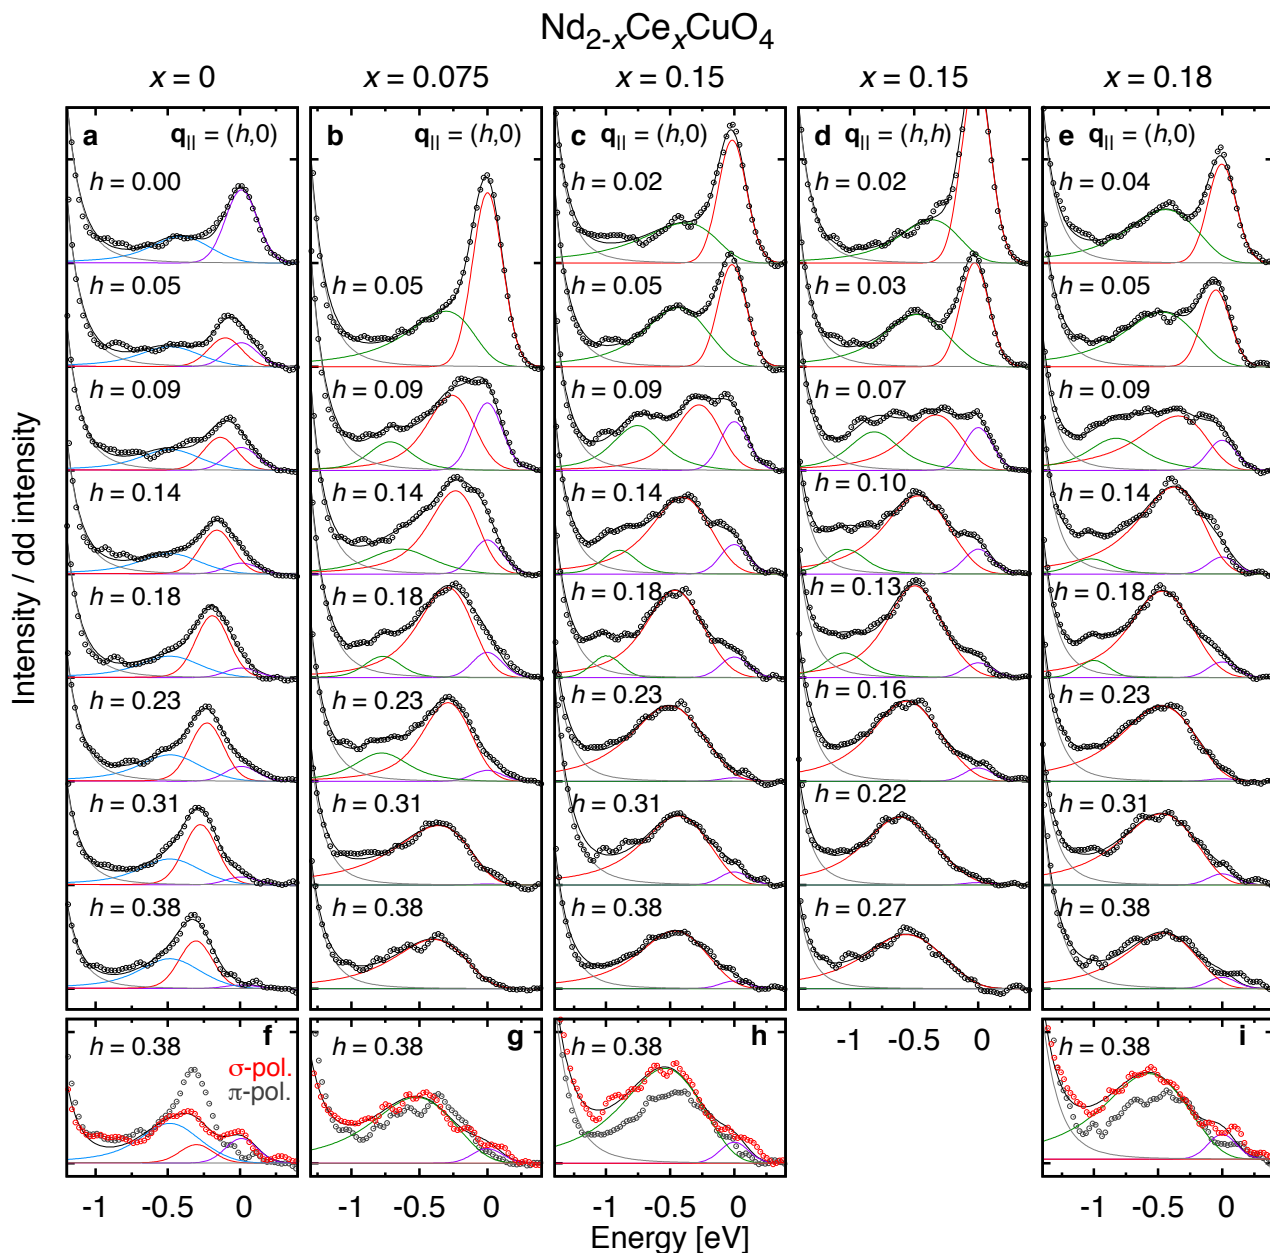 Nd2-xCexCuO4
x = 0 x = 0.075 x = 0.15 x = 0.15 x = 0.18
a q|| = (h,0) b q|| = (h,0) c q|| = (h,0) d q|| = (h,h) e q|| = (h,0)
h = 0.00 h = 0.02 h = 0.02 h = 0.04
h = 0.05 h = 0.05 h = 0.05 h = 0.03 h = 0.05
h = 0.09 h = 0.09 h = 0.09 h = 0.07 h = 0.09
h = 0.14 h = 0.14 h = 0.14 h = 0.10 h = 0.14
h = 0.18 h = 0.18 h = 0.18 h = 0.13 h = 0.18
h = 0.23 h = 0.23 h = 0.23 h = 0.16 h = 0.23
h = 0.31 h = 0.31 h = 0.31 h = 0.22 h = 0.31
h = 0.38 h = 0.38 h = 0.38 h = 0.27 h = 0.38
Intensity / dd intensity
-1 -0.5 0
f g h i
h = 0.38 h = 0.38 h = 0.38 h = 0.38
σ-pol.
π-pol.
-1 -0.5 0 -1 -0.5 0 -1 -0.5 0 -1 -0.5 0
Energy [eV]